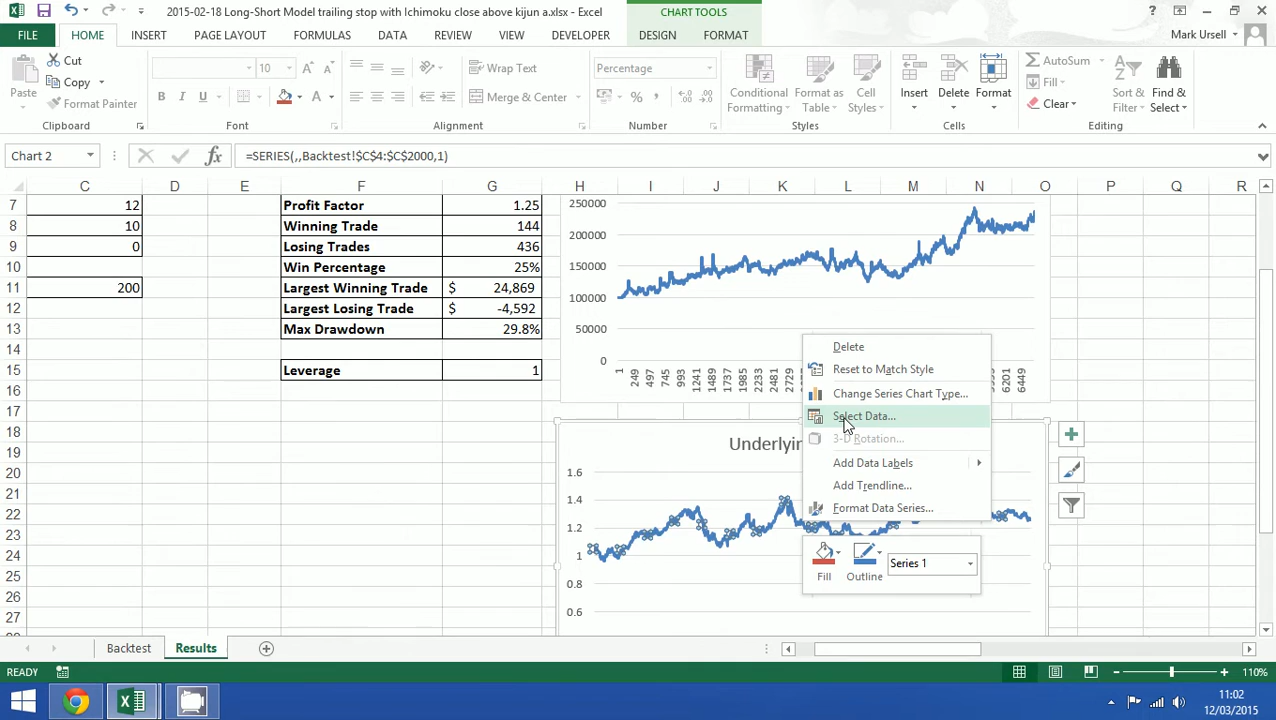 2015-02-18 Long-Short Model trailing stop with Ichimoku close above kijun a.xlsx - Excel
CHART TOOLS
FILE HOME INSERT PAGE LAYOUT FORMULAS DATA REVIEW VIEW DEVELOPER DESIGN FORMAT
Mark Ursell
Paste
Cut
Copy
Format Painter
Clipboard
10 A A
B I U A
Font
Wrap Text
Merge & Center
Alignment
Percentage
% ,
Number
Conditional Formatting
Format as Table
Cell Styles
Styles
Insert
Delete
Format
Cells
AutoSum
Fill
Clear
Sort & Filter
Find & Select
Editing
Chart 2
fx
=SERIES(,,Backtest!$C$4:$C$2000,1)
C D E F G H I J K L M N O P Q R
7 12 Profit Factor 1.25
8 10 Winning Trade 144
9 0 Losing Trades 436
10 Win Percentage 25%
11 200 Largest Winning Trade $ 24,869
12 Largest Losing Trade $ -4,592
13 Max Drawdown 29.8%
14
15 Leverage 1
16
17
18
19
20
21
22
23
24
25
26
27
250000
200000
150000
100000
50000
0
1 249 497 745 993 1241 1489 1737 1985 2233 2481 2729 6201 6449
Delete
Reset to Match Style
Change Series Chart Type...
Select Data...
3-D Rotation...
Add Data Labels
Add Trendline...
Format Data Series...
Fill
Outline
Series 1
Underlyin
1.6
1.4
1.2
1
0.8
0.6
Backtest Results
READY
110%
11:02
12/03/2015